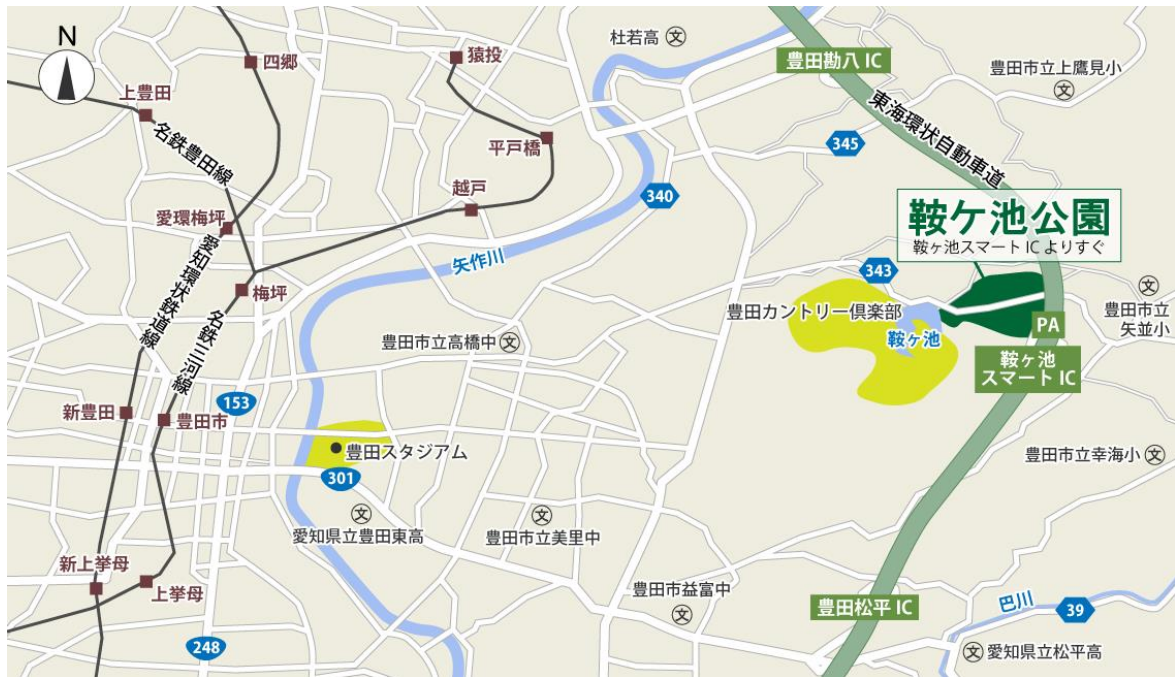 N
四郷
猿投
杜若高
文
豊田勘八 IC
豊田市立上鷹見小
文
上豊田
名鉄豊田線
平戸橋
345
東海環状自動車道
越戸
340
愛環梅坪
鞍ケ池公園
鞍ヶ池スマート IC よりすぐ
矢作川
343
愛知環状鉄道線
梅坪
名鉄三河線
豊田カントリー倶楽部
鞍ヶ池
文
豊田市立
矢並小
PA
豊田市立高橋中
文
鞍ヶ池
スマート IC
153
新豊田
豊田市
豊田スタジアム
301
豊田市立幸海小
文
文
愛知県立豊田東高
文
豊田市立美里中
新上挙母
上挙母
豊田市益富中
文
豊田松平 IC
巴川
39
248
文
愛知県立松平高